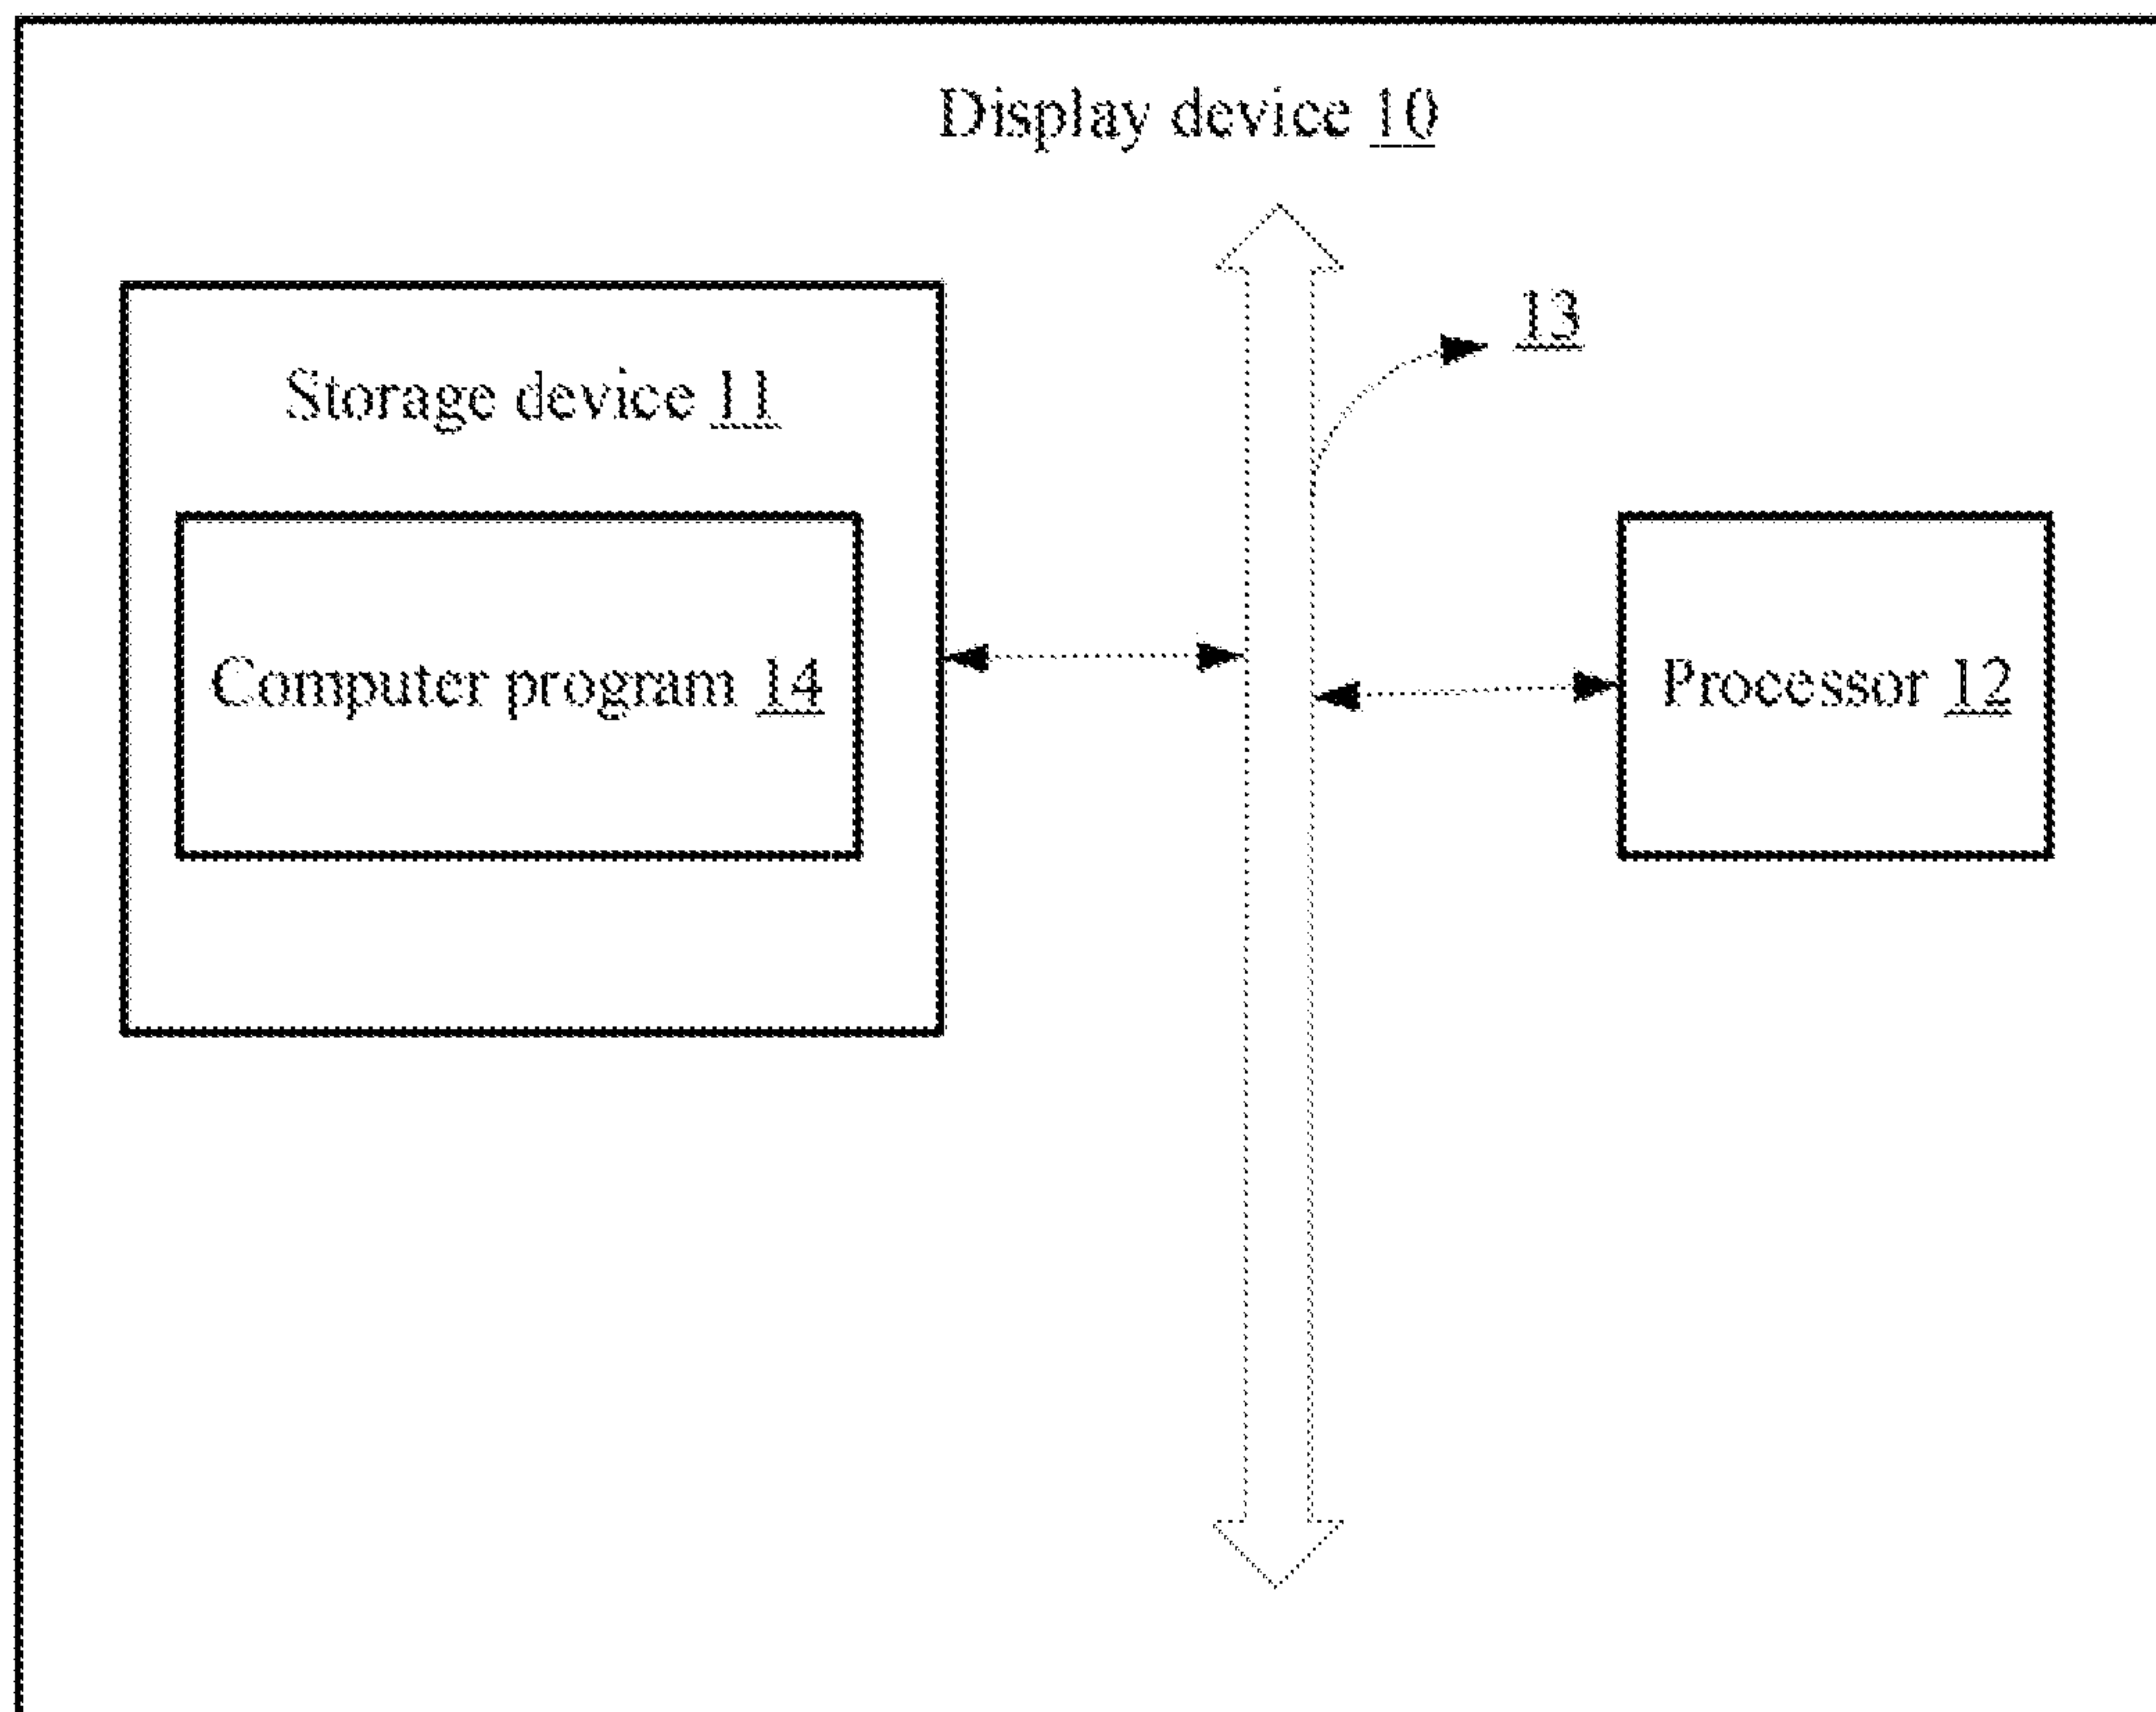 Display device 10
13
Storage device 11
Computer program 14
Processor 12